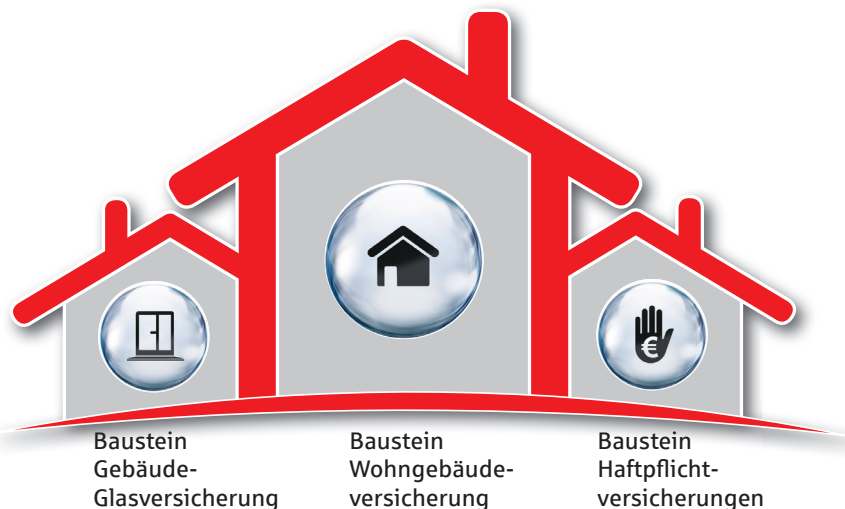 Baustein
Gebäude-
Glasversicherung
Baustein
Wohngebäude-
versicherung
Baustein
Haftpflicht-
versicherungen
€